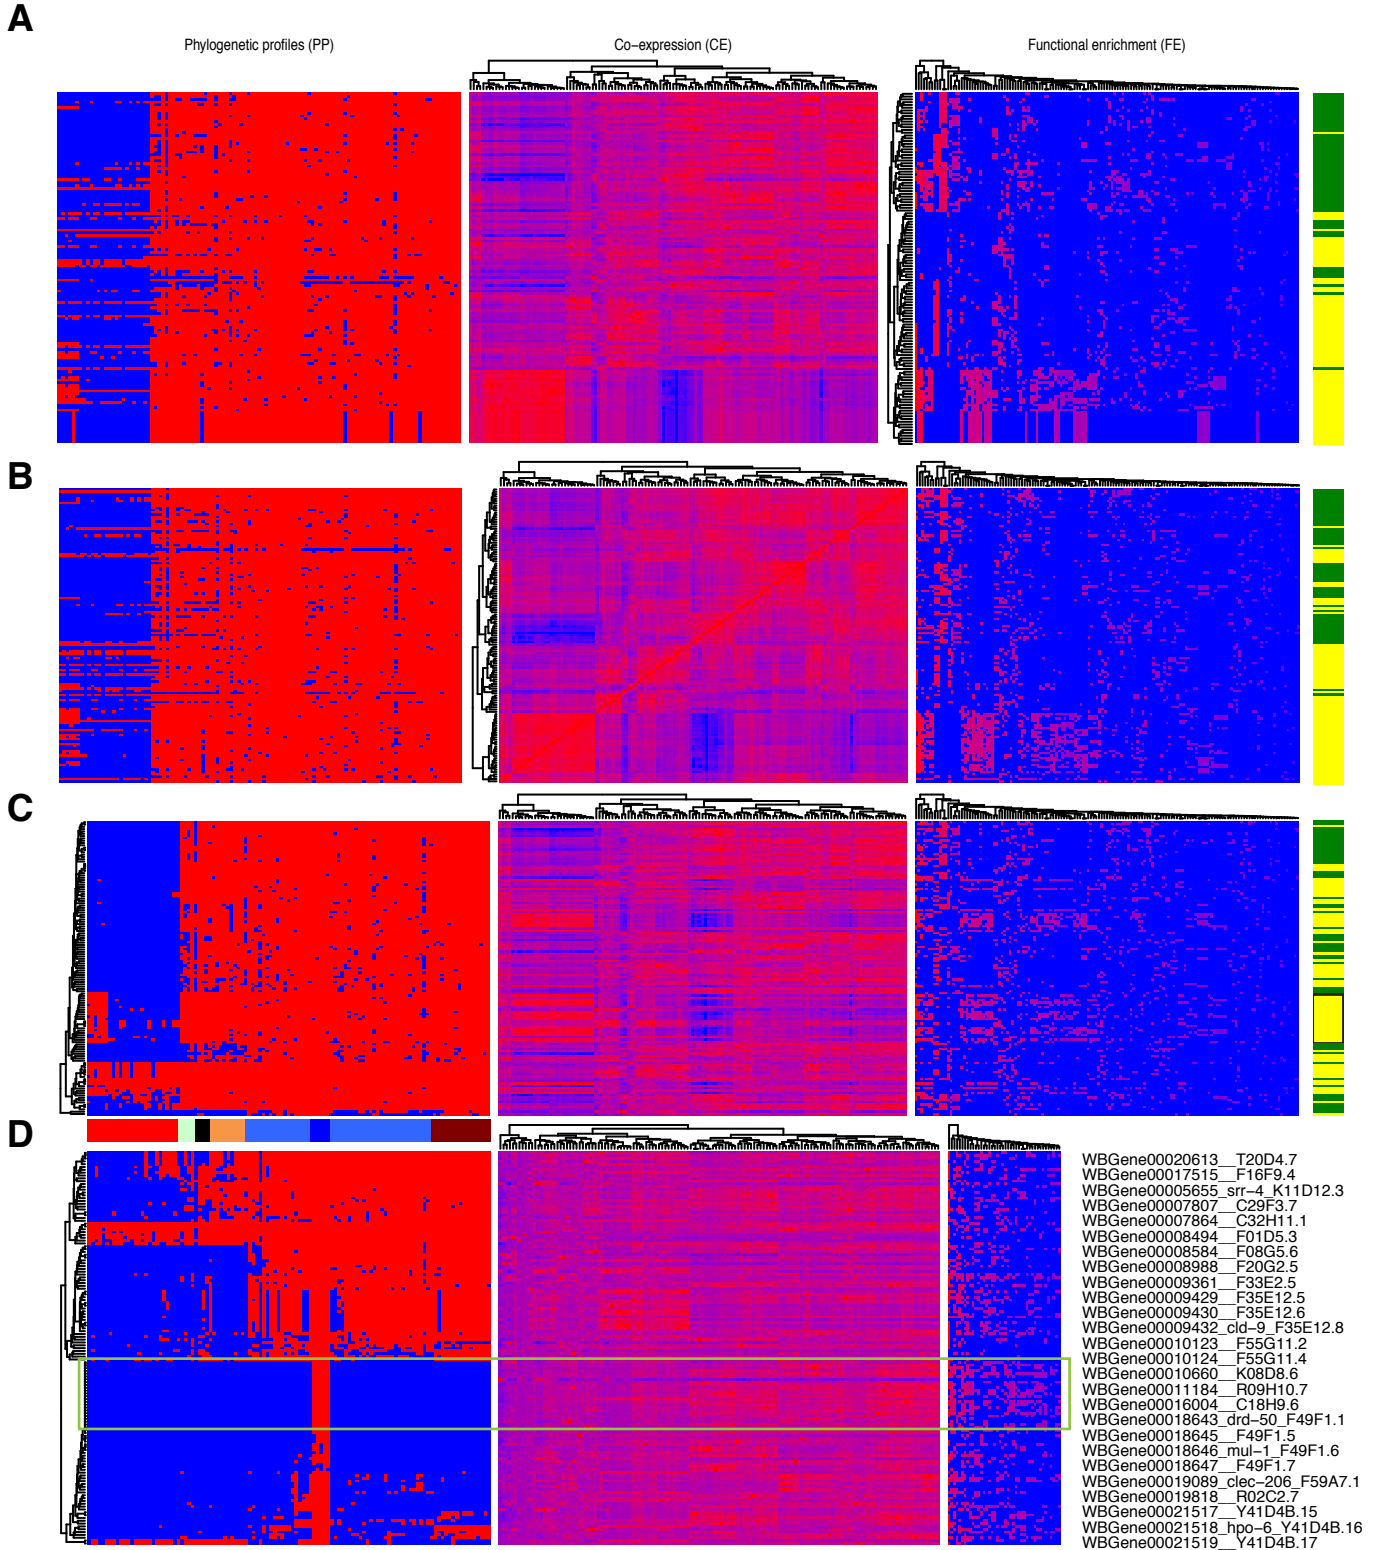 A
Phylogenetic profiles (PP)
Co−expression (CE)
Functional enrichment (FE)
B
C
D
WBGene00020613__T20D4.7
WBGene00017515__F16F9.4
WBGene00005655_srr−4_K11D12.3
WBGene00007807__C29F3.7
WBGene00007864__C32H11.1
WBGene00008494__F01D5.3
WBGene00008584__F08G5.6
WBGene00008988__F20G2.5
WBGene00009361__F33E2.5
WBGene00009429__F35E12.5
WBGene00009430__F35E12.6
WBGene00009432_cld−9_F35E12.8
WBGene00010123__F55G11.2
WBGene00010124__F55G11.4
WBGene00010660__K08D8.6
WBGene00011184__R09H10.7
WBGene00016004__C18H9.6
WBGene00018643_drd−50_F49F1.1
WBGene00018645__F49F1.5
WBGene00018646_mul−1_F49F1.6
WBGene00018647__F49F1.7
WBGene00019089_clec−206_F59A7.1
WBGene00019818__R02C2.7
WBGene00021517__Y41D4B.15
WBGene00021518_hpo−6_Y41D4B.16
WBGene00021519__Y41D4B.17